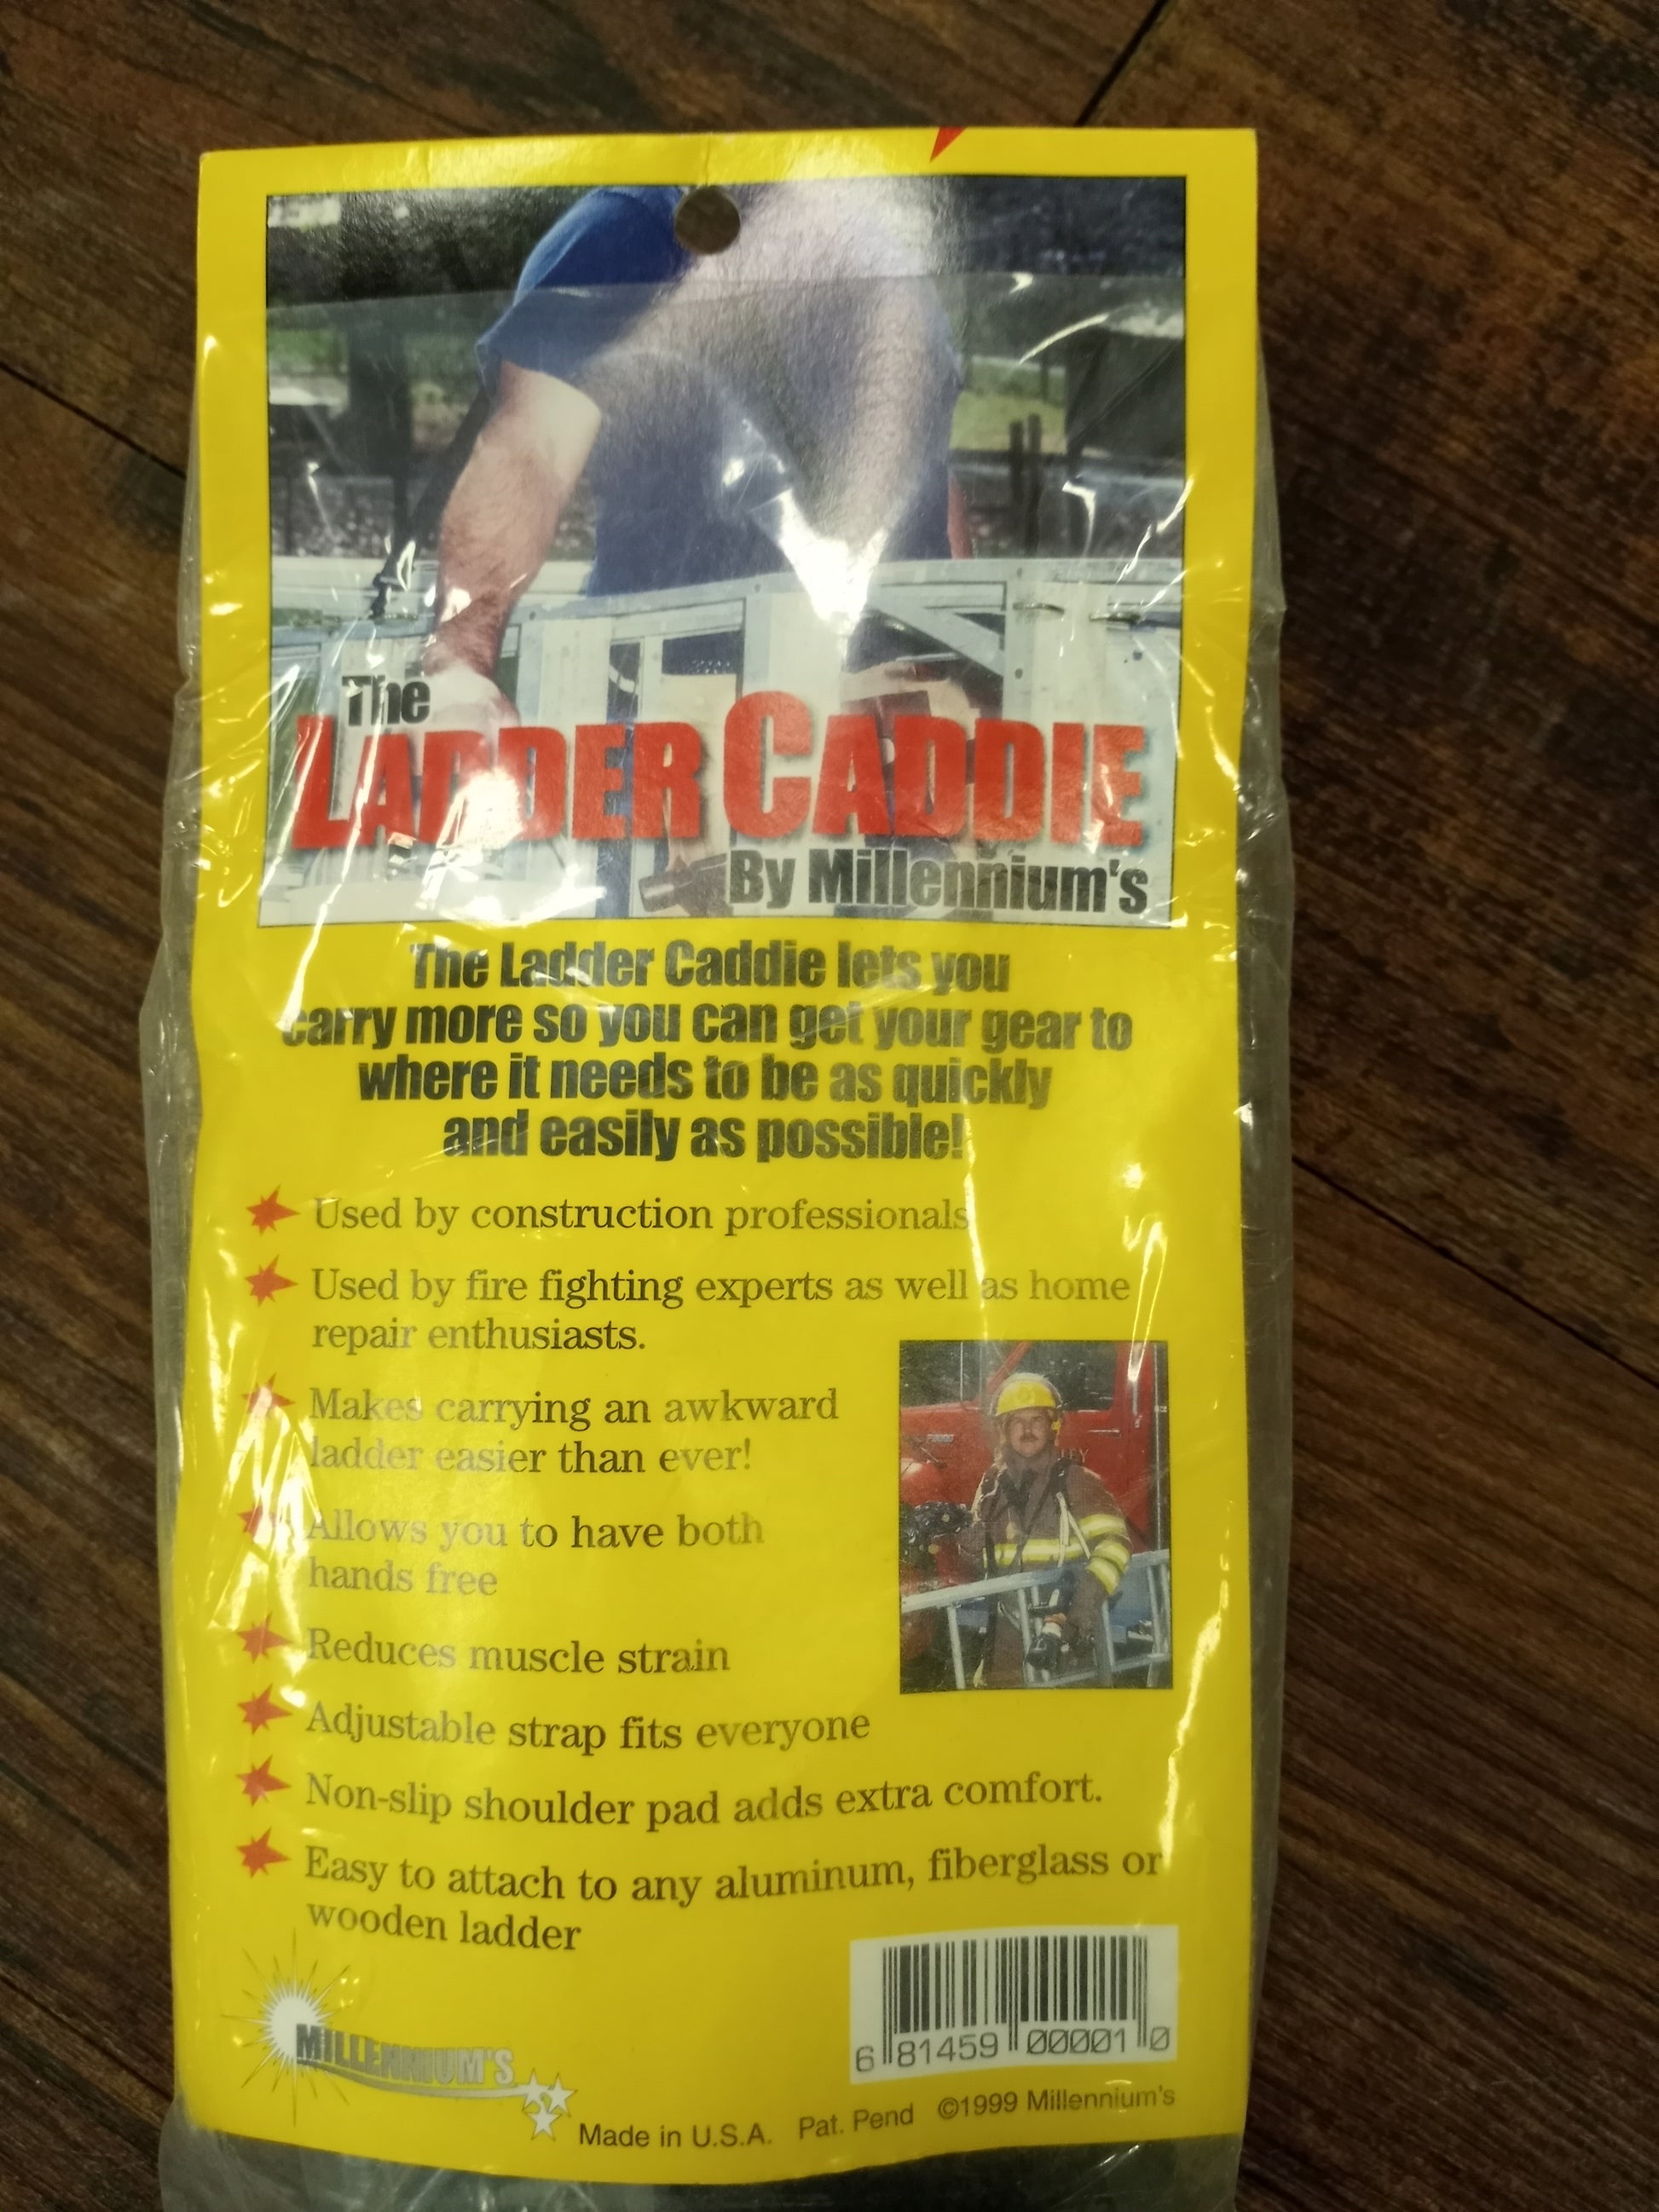 The
LADDER CADDIE
By Millennium's
The Ladder Caddie lets you
carry more so you can get your gear to
where it needs to be as quickly
and easily as possible!
Used by construction professionals
Used by fire fighting experts as well as home
repair enthusiasts.
Makes carrying an awkward
ladder easier than ever!
Allows you to have both
hands free
Reduces muscle strain
Adjustable strap fits everyone
Non-slip shoulder pad adds extra comfort.
Easy to attach to any aluminum, fiberglass or
wooden ladder
MILLENNIUM'S
6 81459 00001 0
Made in U.S.A. Pat. Pend ©1999 Millennium's